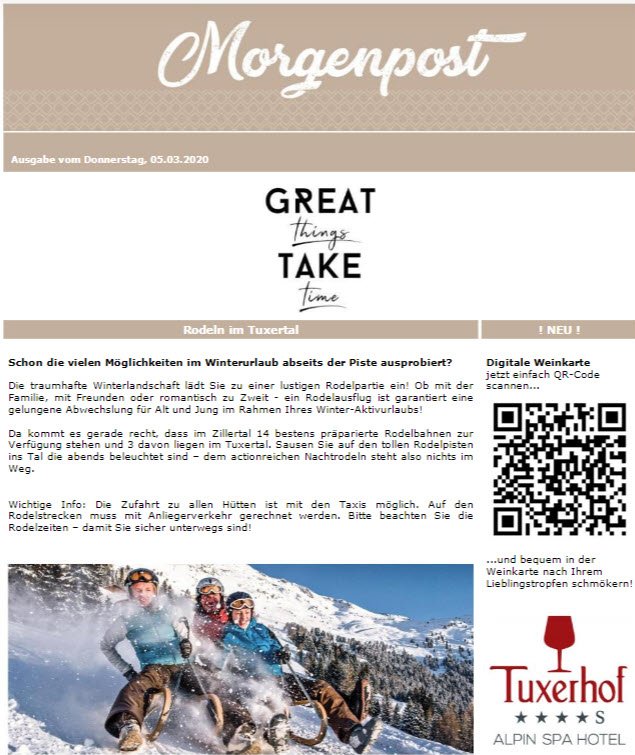 Morgenpost
Ausgabe vom Donnerstag, 05.03.2020
GREAT
things
TAKE
time
Rodeln im Tuxertal
Schon die vielen Möglichkeiten im Winterurlaub abseits der Piste ausprobiert?
Die traumhafte Winterlandschaft lädt Sie zu einer lustigen Rodelpartie ein! Ob mit der
Familie, mit Freunden oder romantisch zu Zweit - ein Rodelausflug ist garantiert eine
gelungene Abwechslung für Alt und Jung im Rahmen Ihres Winter-Aktivurlaubs!
Da kommt es gerade recht, dass im Zillertal 14 bestens präparierte Rodelbahnen zur
Verfügung stehen und 3 davon liegen im Tuxertal. Sausen Sie auf den tollen Rodelpisten
ins Tal die abends beleuchtet sind – dem actionreichen Nachtrodeln steht also nichts im
Weg.
Wichtige Info: Die Zufahrt zu allen Hütten ist mit den Taxis möglich. Auf den
Rodelstrecken muss mit Anliegerverkehr gerechnet werden. Bitte beachten Sie die
Rodelzeiten – damit Sie sicher unterwegs sind!
! NEU !
Digitale Weinkarte
jetzt einfach QR-Code
scannen...
...und bequem in der
Weinkarte nach Ihrem
Lieblingstropfen schmökern!
Tuxerhof
★★★★S
ALPIN SPA HOTEL